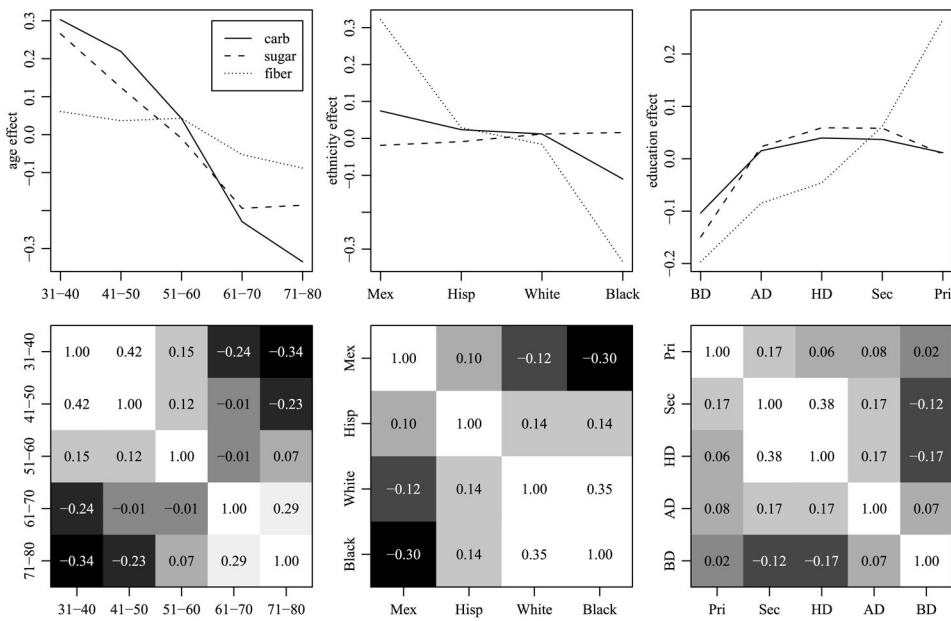 age effect
0.3
0.2
0.1
0.0
−0.1
−0.3
carb
sugar
fiber
31−40 41−50 51−60 61−70 71−80
ethnicity effect
0.3
0.1
0.0
−0.1
−0.3
Mex Hisp White Black
education effect
0.2
0.1
0.0
−0.1
−0.2
BD AD HD Sec Pri
31−40 1.00 0.42 0.15 −0.24 −0.34
41−50 0.42 1.00 0.12 −0.01 −0.23
51−60 0.15 0.12 1.00 −0.01 0.07
61−70 −0.24 −0.01 −0.01 1.00 0.29
71−80 −0.34 −0.23 0.07 0.29 1.00
31−40 41−50 51−60 61−70 71−80
Mex 1.00 0.10 −0.12 −0.30
Hisp 0.10 1.00 0.14 0.14
White −0.12 0.14 1.00 0.35
Black −0.30 0.14 0.35 1.00
Mex Hisp White Black
Pri 1.00 0.17 0.06 0.08 0.02
Sec 0.17 1.00 0.38 0.17 −0.12
HD 0.06 0.38 1.00 0.17 −0.17
AD 0.08 0.17 0.17 1.00 0.07
BD 0.02 −0.12 −0.17 0.07 1.00
Pri Sec HD AD BD